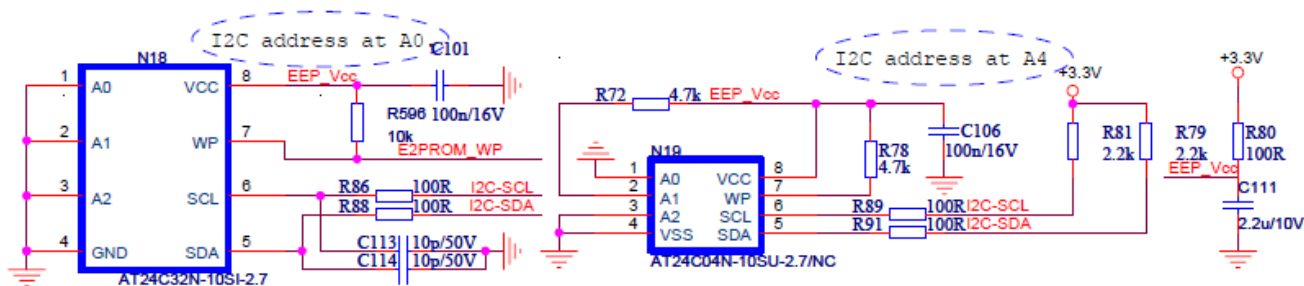 I2C address at A0
N18
C101
1 A0 VCC 8 EEP_Vcc
R596 100n/16V
10k
2 A1 WP 7
E2PROM_WP
3 A2 SCL 6 R86 100R I2C-SCL
R88 100R I2C-SDA
4 GND SDA 5
C113 10p/50V
C114 10p/50V
AT24C32N-10SI-2.7
I2C address at A4
R72 4.7k EEP_Vcc
+3.3V
C106
100n/16V
R78
4.7k
R81
2.2k
R79
2.2k
N19
1 A0 VCC 8
2 A1 WP 7
3 A2 SCL 6 R89 100R I2C-SCL
4 VSS SDA 5 R91 100R I2C-SDA
AT24C04N-10SU-2.7/NC
+3.3V
R80
100R
EEP_Vcc
C111
2.2u/10V